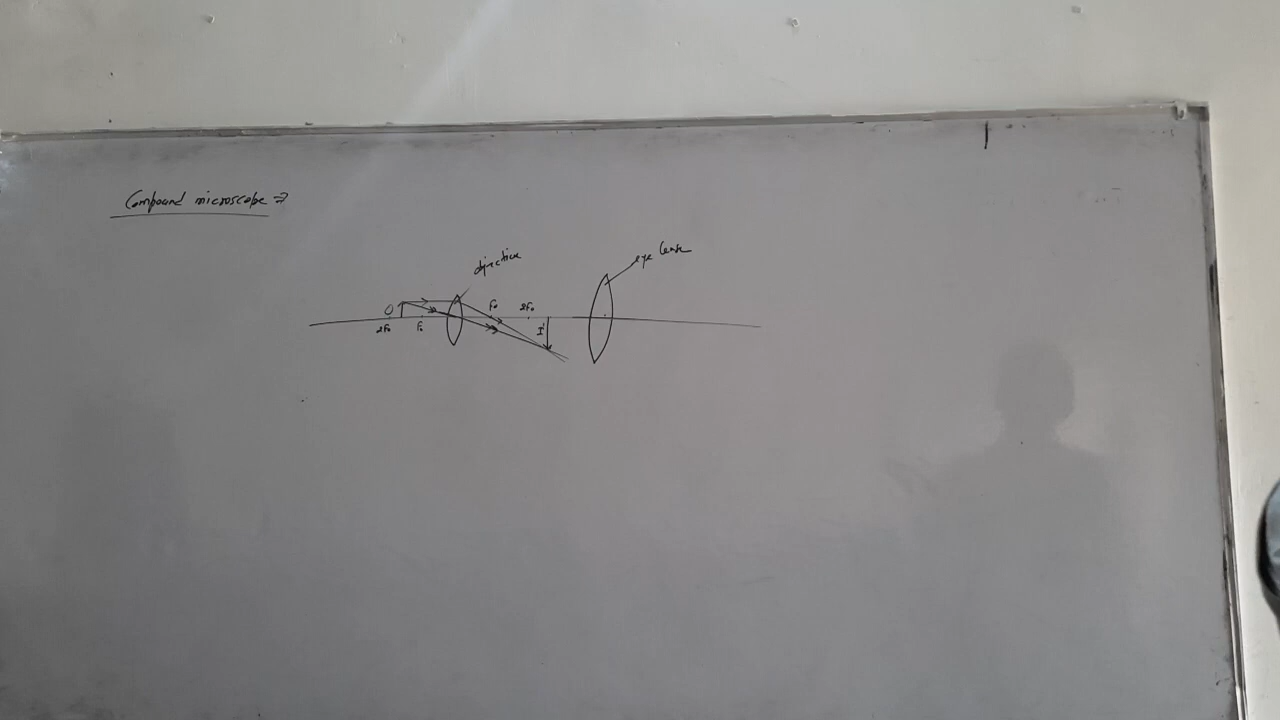 Compound microscope ⇒
objective
eye lens
O
Fo 2Fo
2Fo Fo
I'